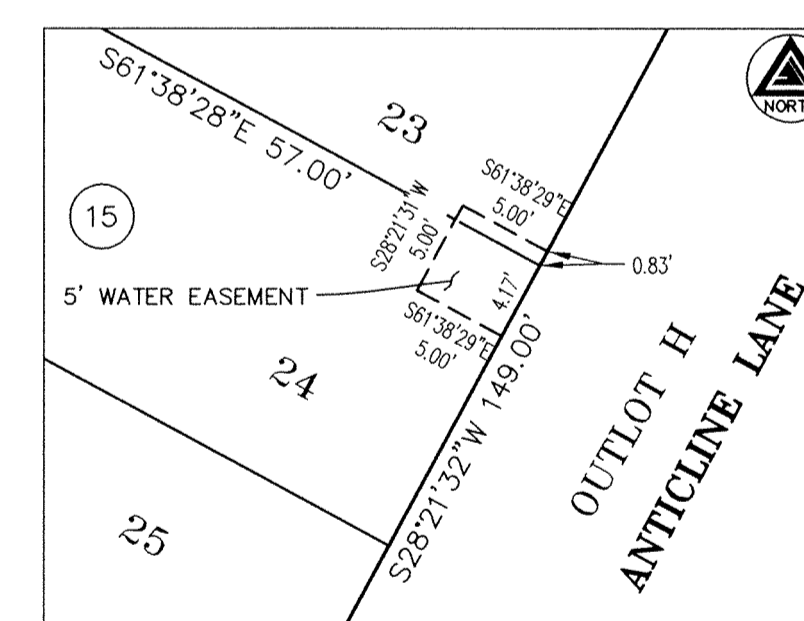 S61°38'28"E 57.00'
23
NORT
S61°38'29"E
5.00'
15
S28°21'31"W
5.00'
0.83'
5' WATER EASEMENT
4.17'
S61°38'29"E
5.00'
24
S28°21'32"W 149.00'
OUTLOT H
ANTICLINE LANE
25